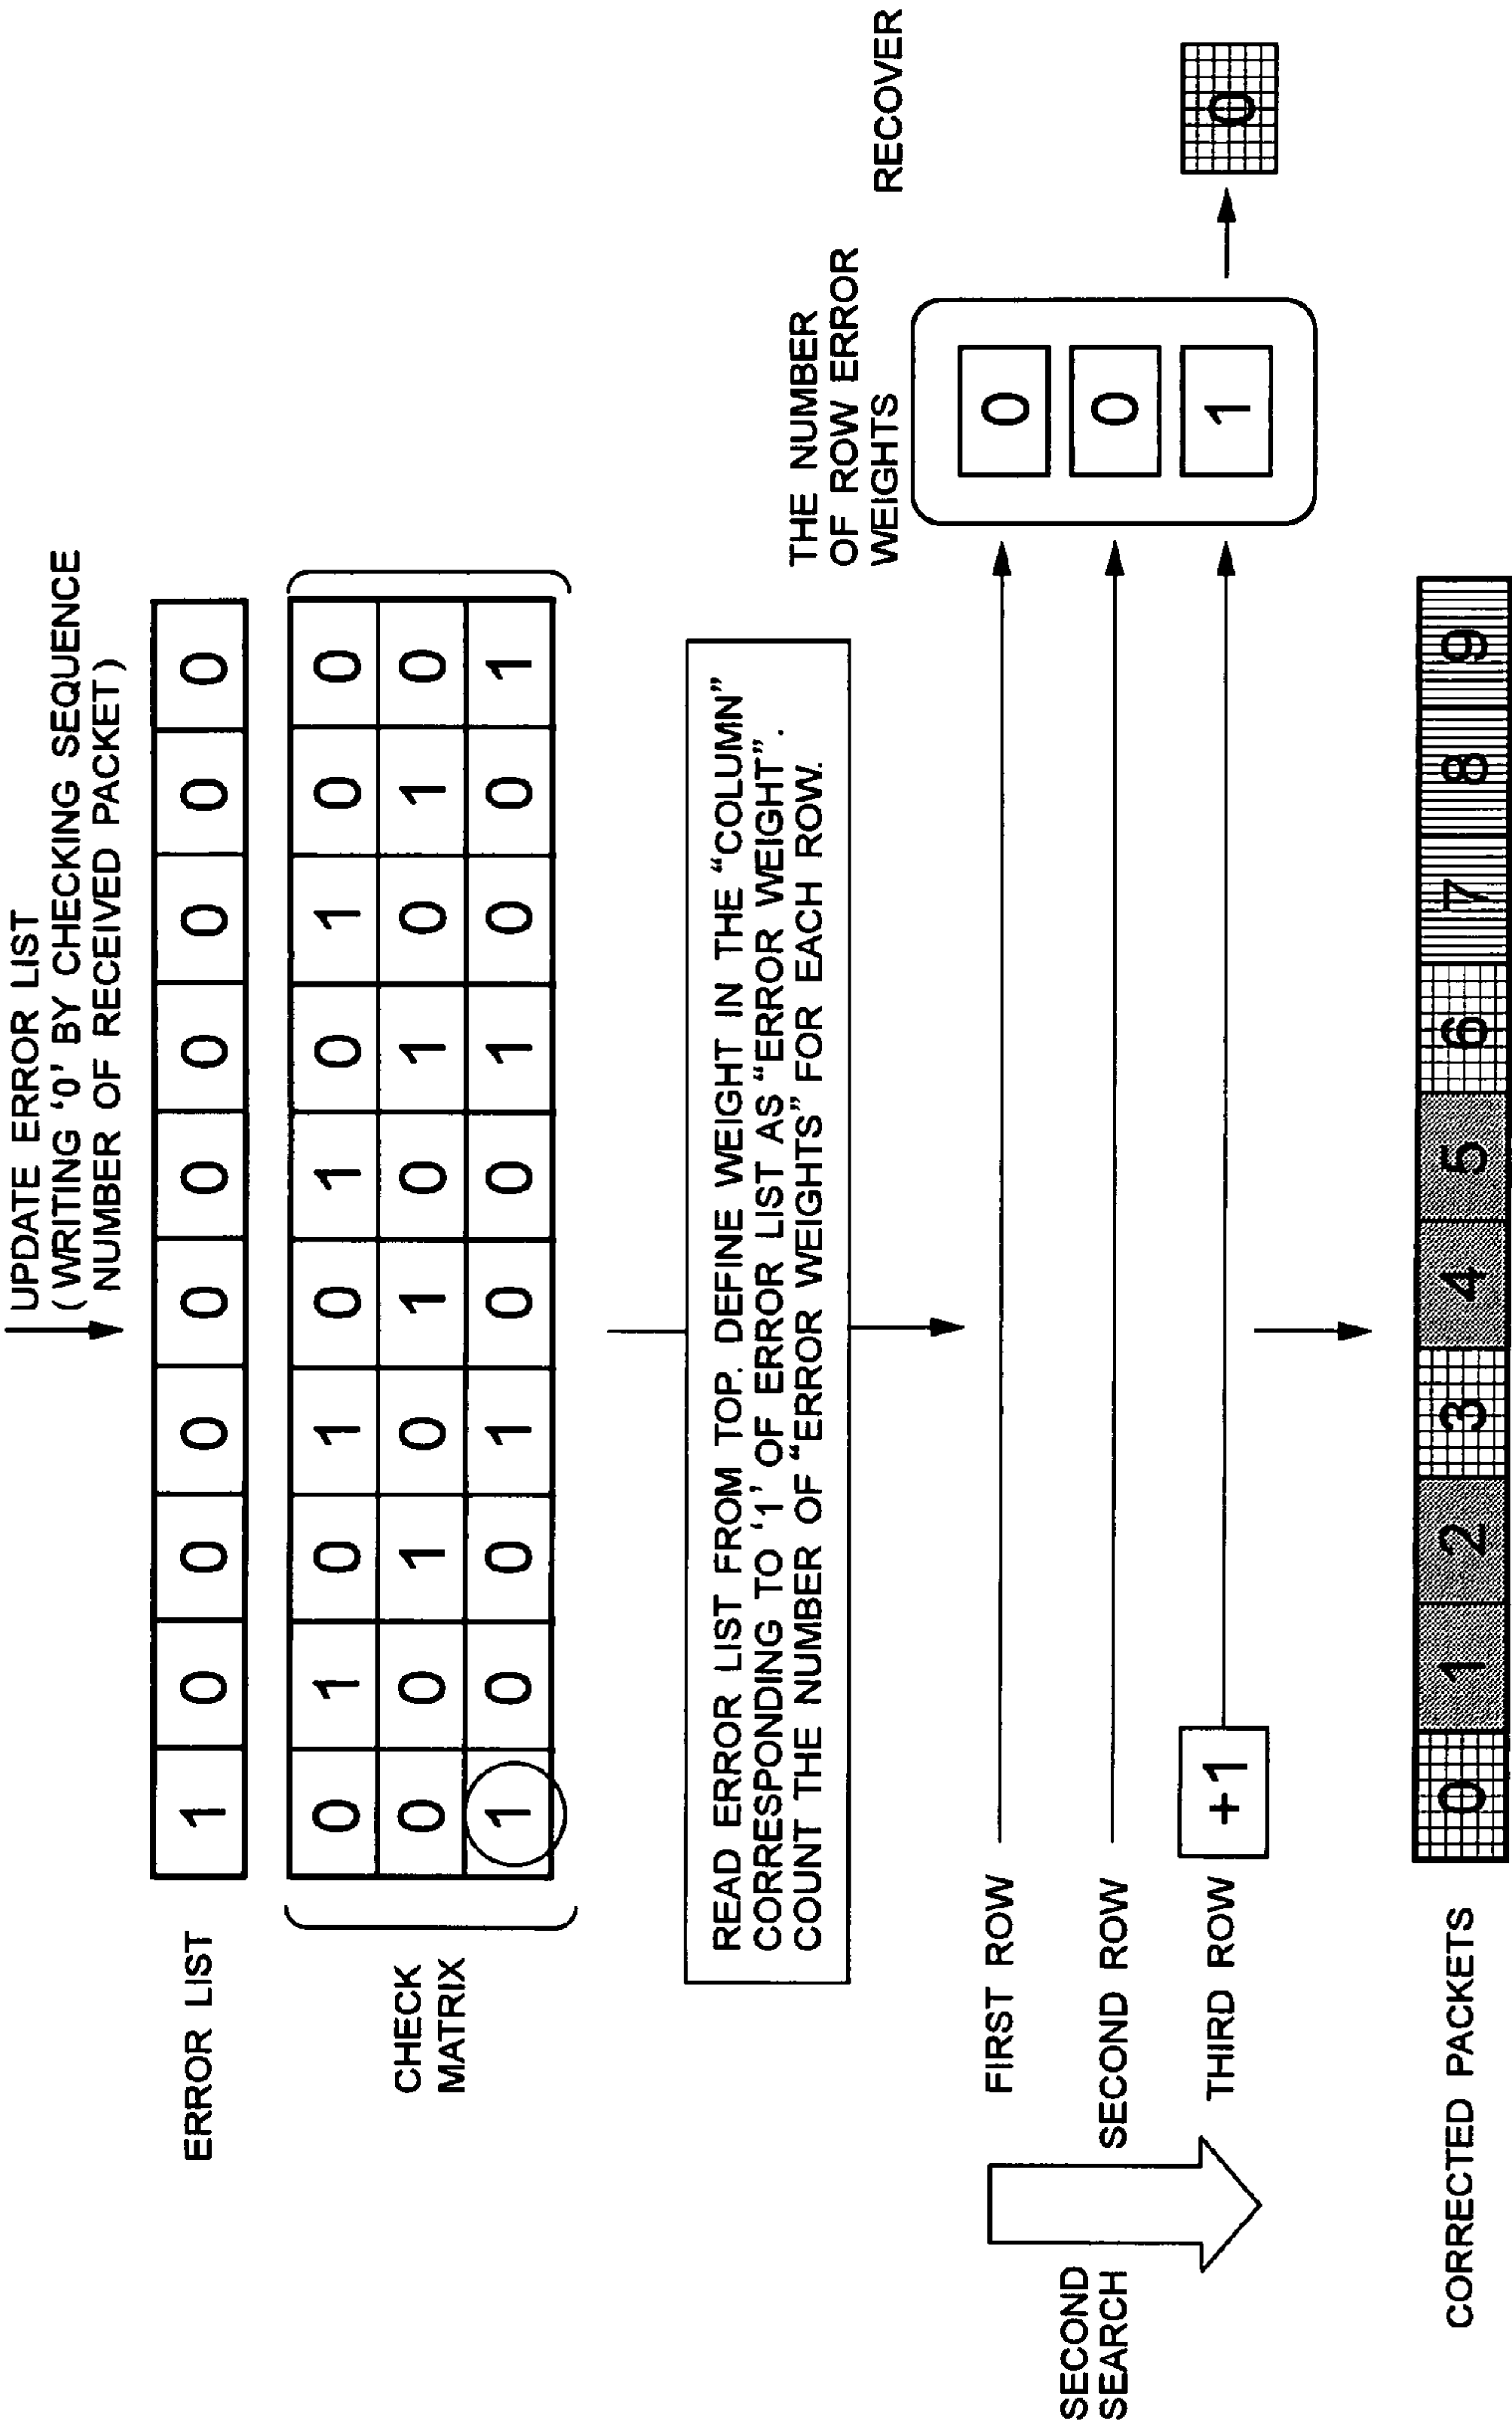 UPDATE ERROR LIST
(WRITING ‘0’ BY CHECKING SEQUENCE
NUMBER OF RECEIVED PACKET)
ERROR LIST
1 0 0 0 0 0 0 0 0 0
CHECK
MATRIX
0 1 0 1 0 1 0 1 0 0
0 0 1 0 1 0 1 0 1 0
1 0 0 1 0 0 1 0 0 1
READ ERROR LIST FROM TOP. DEFINE WEIGHT IN THE “COLUMN”
CORRESPONDING TO ‘1’ OF ERROR LIST AS “ERROR WEIGHT”.
COUNT THE NUMBER OF “ERROR WEIGHTS” FOR EACH ROW.
THE NUMBER
OF ROW ERROR
WEIGHTS
RECOVER
SECOND
SEARCH
FIRST ROW
0
SECOND ROW
0
THIRD ROW
+1
1
0
CORRECTED PACKETS
0 1 2 3 4 5 6 7 8 9